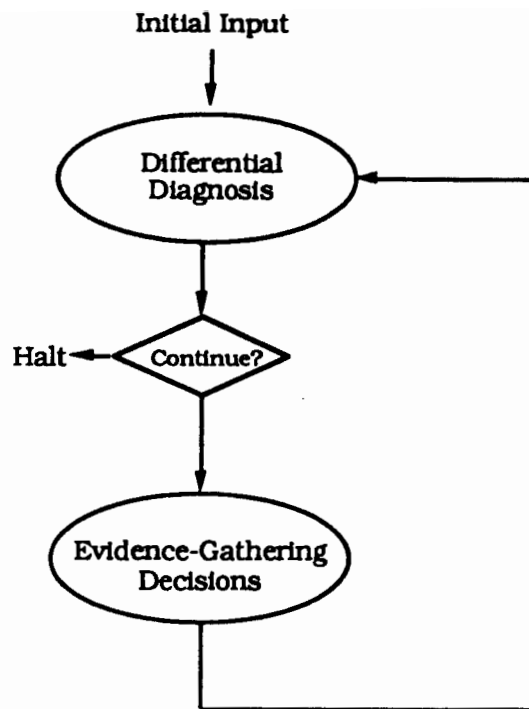 Initial Input
Differential
Diagnosis
Halt
Continue?
Evidence-Gathering
Decisions